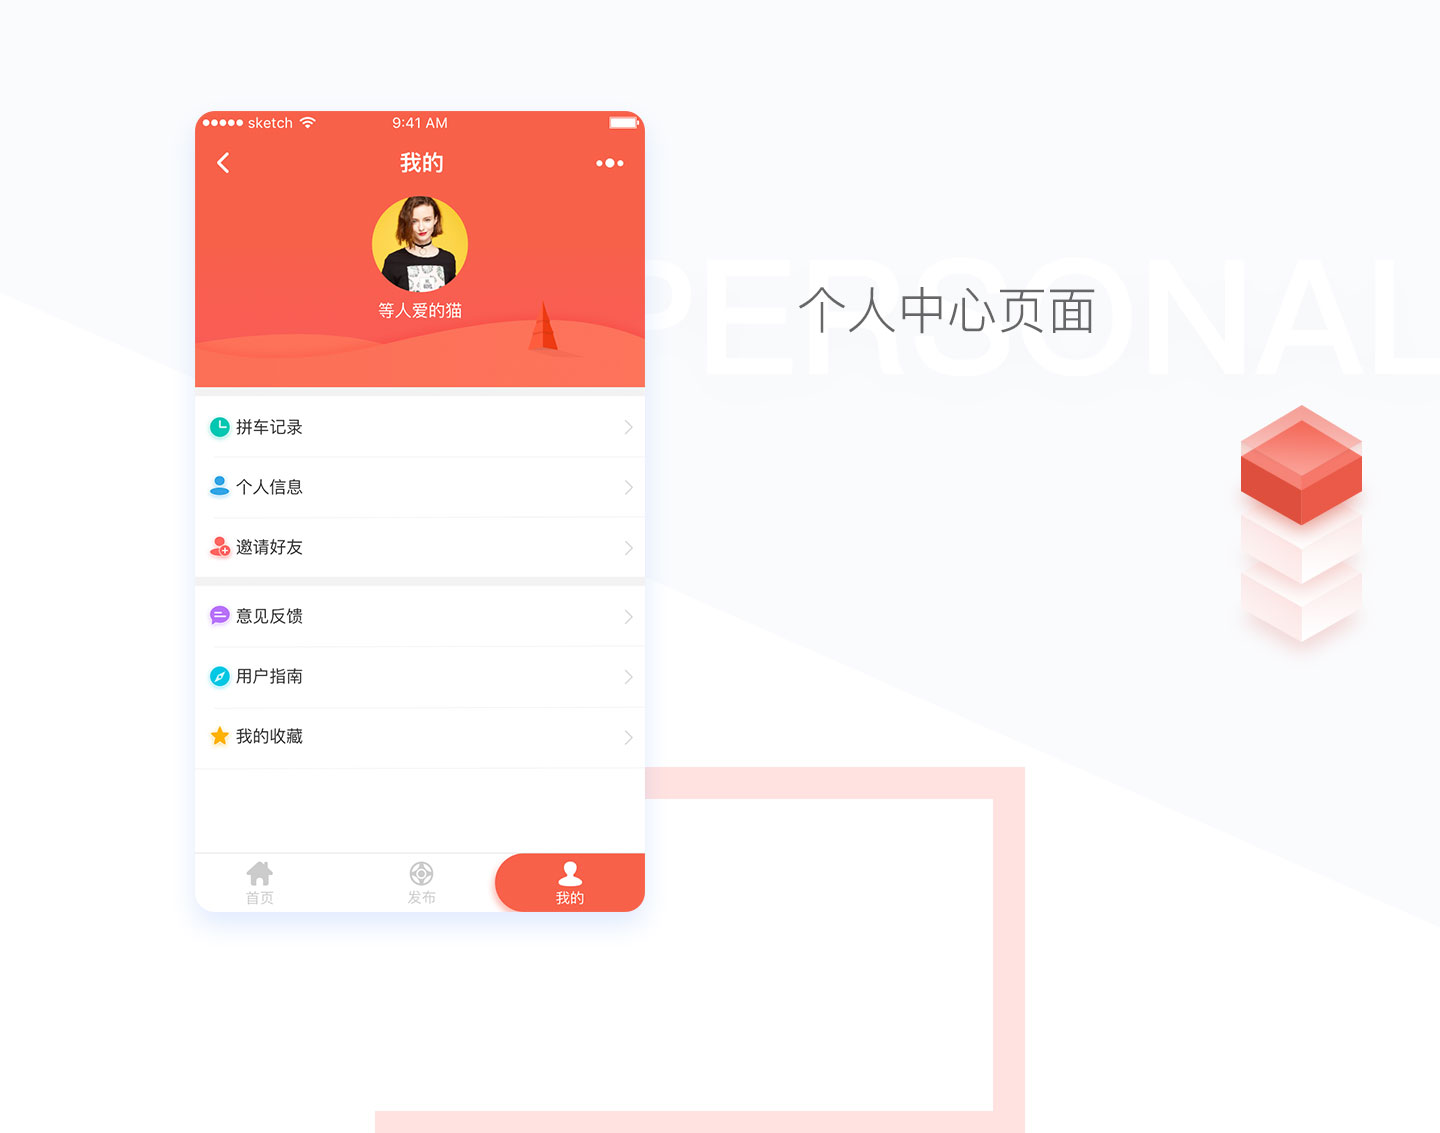 sketch 9:41 AM
我的
等人爱的猫
PERSONAL
个人中心页面
拼车记录
个人信息
邀请好友
意见反馈
用户指南
我的收藏
首页 发布 我的